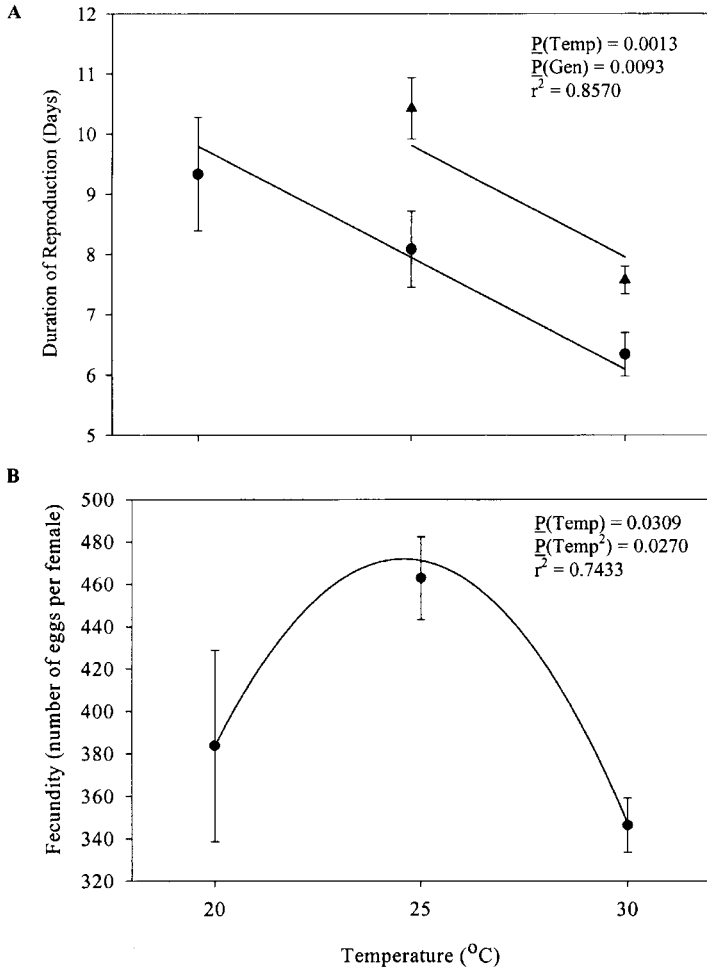 A
Duration of Reproduction (Days)
12
11
10
9
8
7
6
5
P(Temp) = 0.0013
P(Gen) = 0.0093
r² = 0.8570
B
Fecundity (number of eggs per female)
500
480
460
440
420
400
380
360
340
320
P(Temp) = 0.0309
P(Temp²) = 0.0270
r² = 0.7433
20
25
30
Temperature (°C)